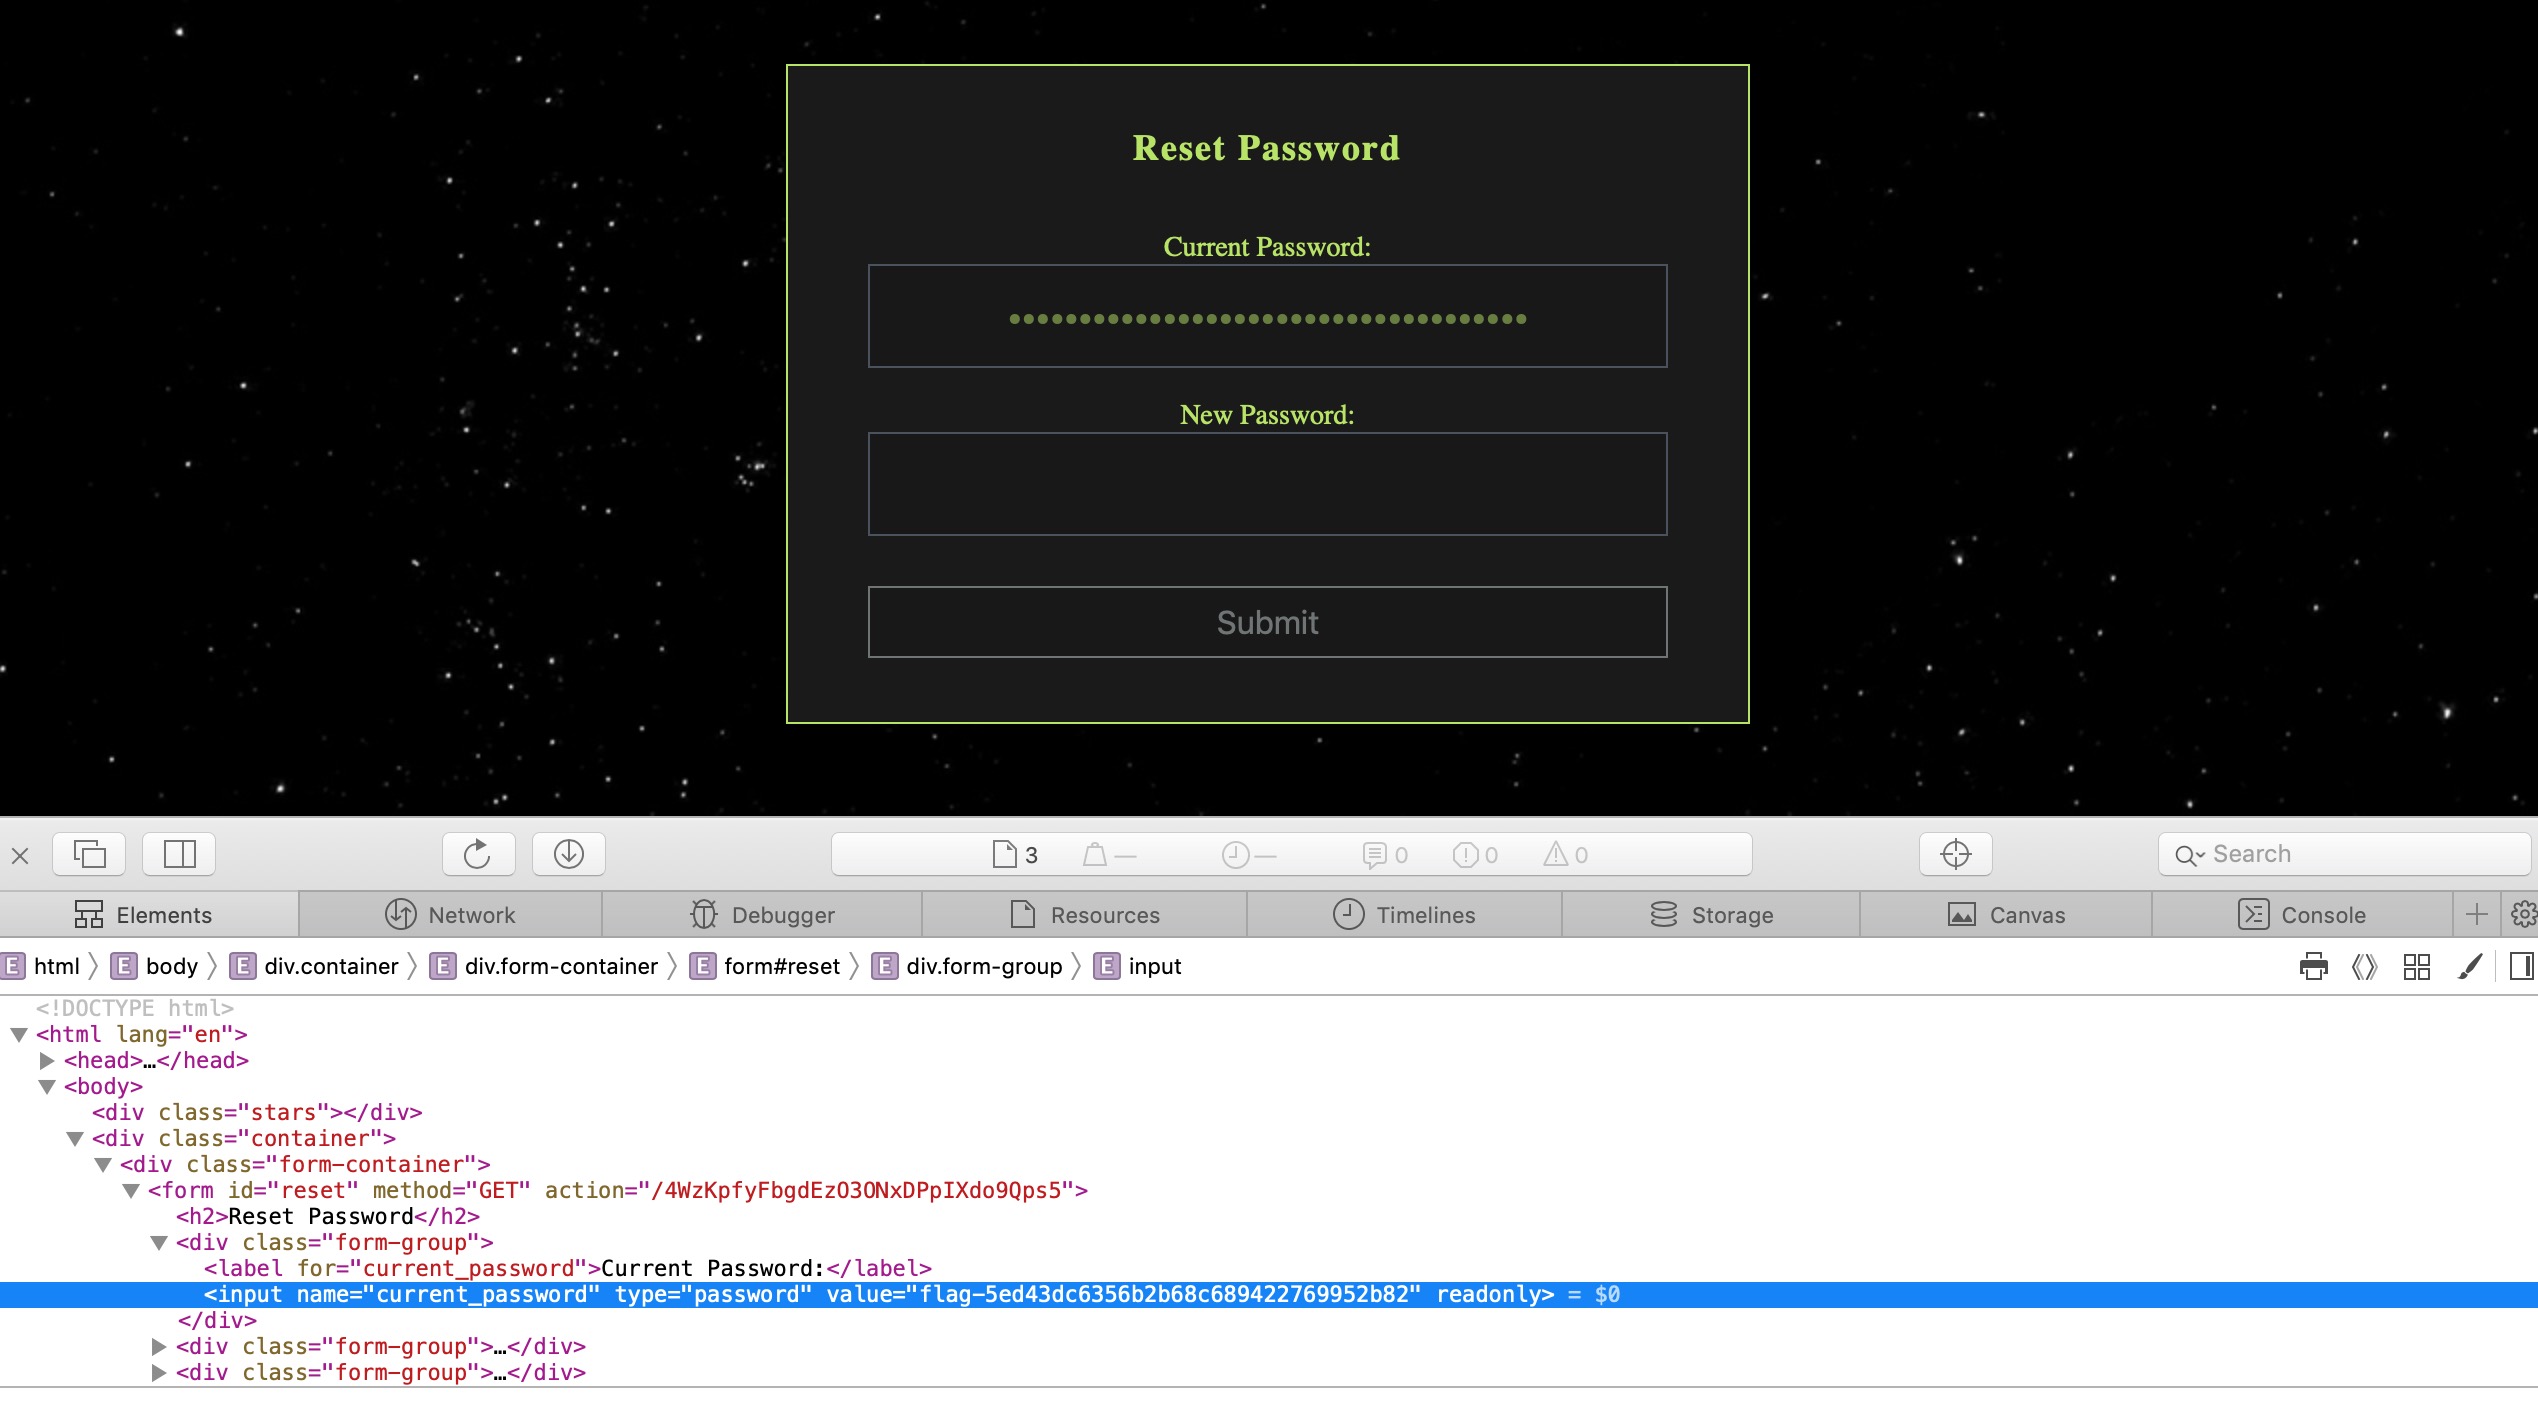 Reset Password
Current Password:
•••••••••••••••••••••••••••••••••••••
New Password:
Submit
3 — — 0 0 0 Search
Elements Network Debugger Resources Timelines Storage Canvas Console
E html E body E div.container E div.form-container E form#reset E div.form-group E input
<!DOCTYPE html>
<html lang="en">
<head>…</head>
<body>
<div class="stars"></div>
<div class="container">
<div class="form-container">
<form id="reset" method="GET" action="/4WzKpfyFbgdEzO3ONxDPpIXdo9Qps5">
<h2>Reset Password</h2>
<div class="form-group">
<label for="current_password">Current Password:</label>
<input name="current_password" type="password" value="flag-5ed43dc6356b2b68c689422769952b82" readonly> = $0
</div>
<div class="form-group">…</div>
<div class="form-group">…</div>